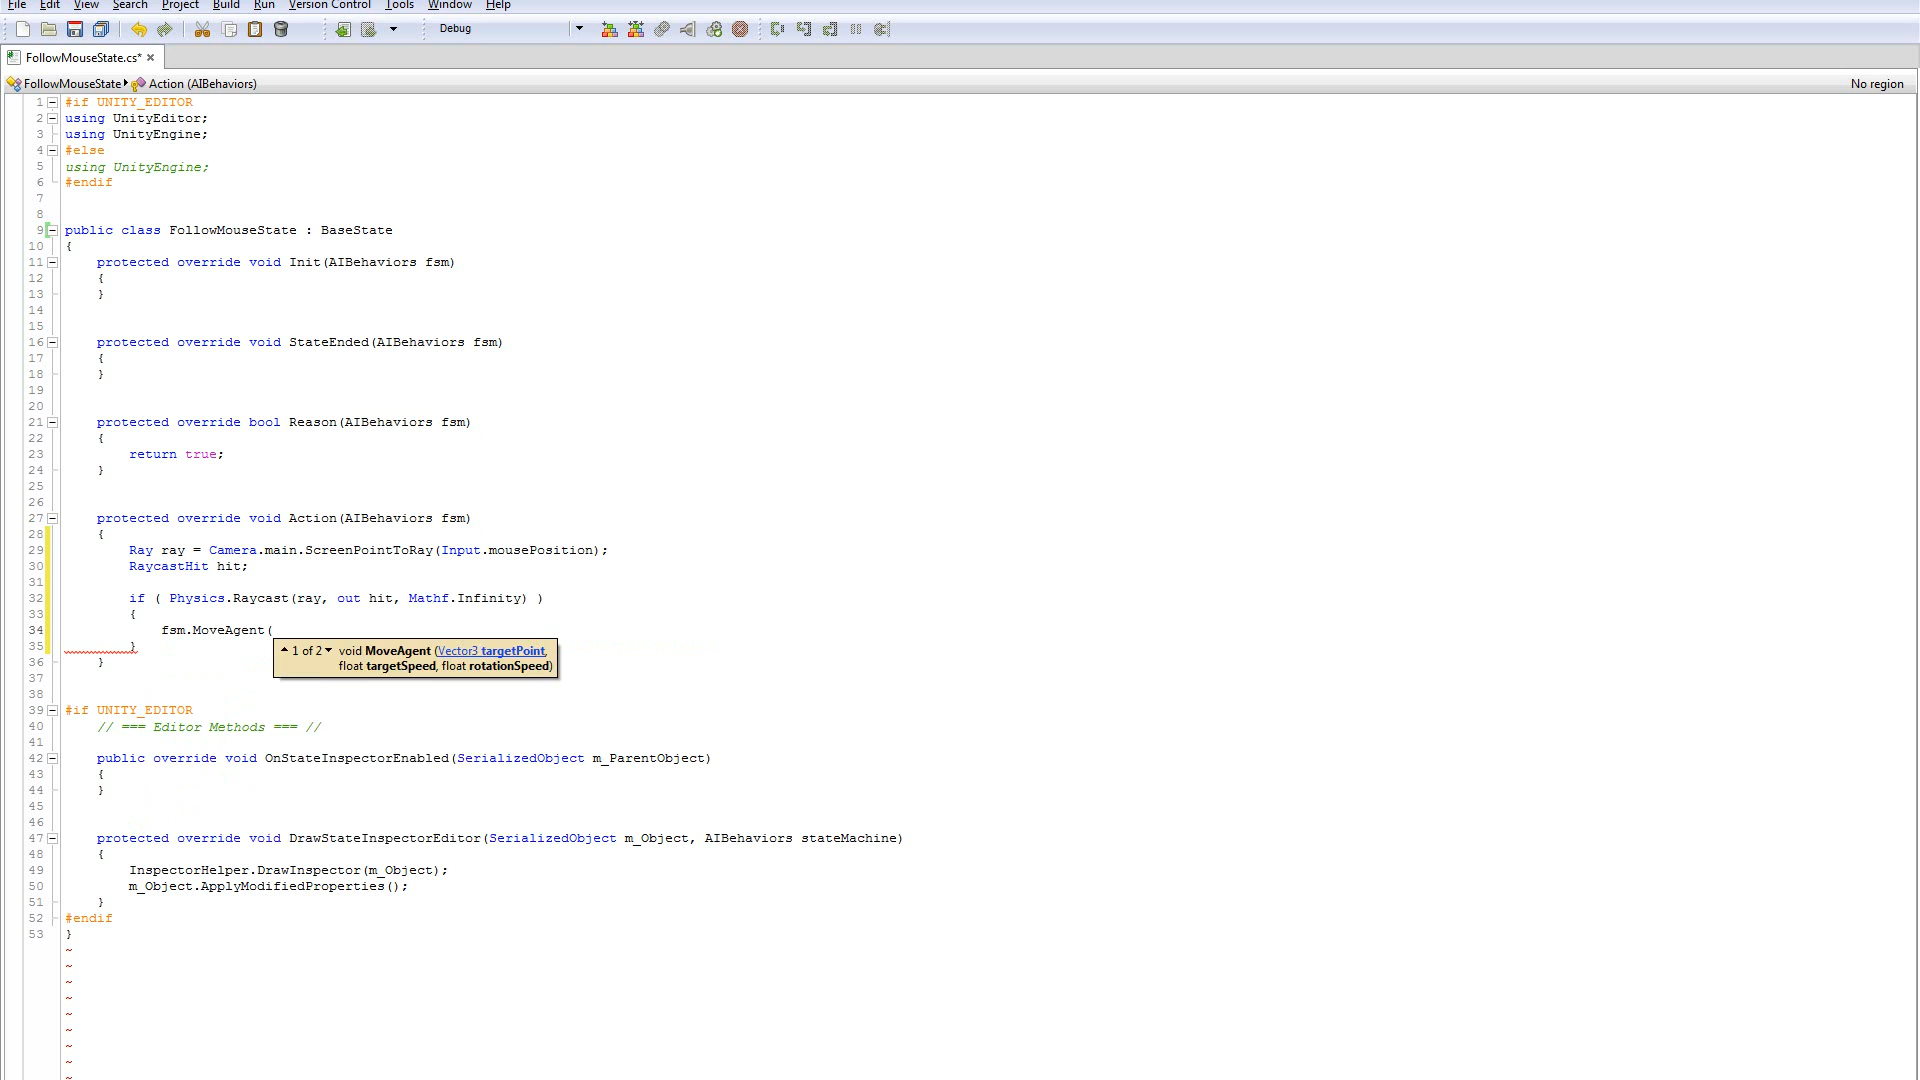 File Edit View Search Project Build Run Version Control Tools Window Help
Debug
FollowMouseState.cs*
FollowMouseState Action (AIBehaviors) No region
1 #if UNITY_EDITOR
2 using UnityEditor;
3 using UnityEngine;
4 #else
5 using UnityEngine;
6 #endif
7
8
9 public class FollowMouseState : BaseState
10 {
11 protected override void Init(AIBehaviors fsm)
12 {
13 }
14
15
16 protected override void StateEnded(AIBehaviors fsm)
17 {
18 }
19
20
21 protected override bool Reason(AIBehaviors fsm)
22 {
23 return true;
24 }
25
26
27 protected override void Action(AIBehaviors fsm)
28 {
29 Ray ray = Camera.main.ScreenPointToRay(Input.mousePosition);
30 RaycastHit hit;
31
32 if ( Physics.Raycast(ray, out hit, Mathf.Infinity) )
33 {
34 fsm.MoveAgent(
35 }
1 of 2 void MoveAgent (Vector3 targetPoint,
float targetSpeed, float rotationSpeed)
36 }
37
38
39 #if UNITY_EDITOR
40 // === Editor Methods === //
41
42 public override void OnStateInspectorEnabled(SerializedObject m_ParentObject)
43 {
44 }
45
46
47 protected override void DrawStateInspectorEditor(SerializedObject m_Object, AIBehaviors stateMachine)
48 {
49 InspectorHelper.DrawInspector(m_Object);
50 m_Object.ApplyModifiedProperties();
51 }
52 #endif
53 }
~
~
~
~
~
~
~
~
~